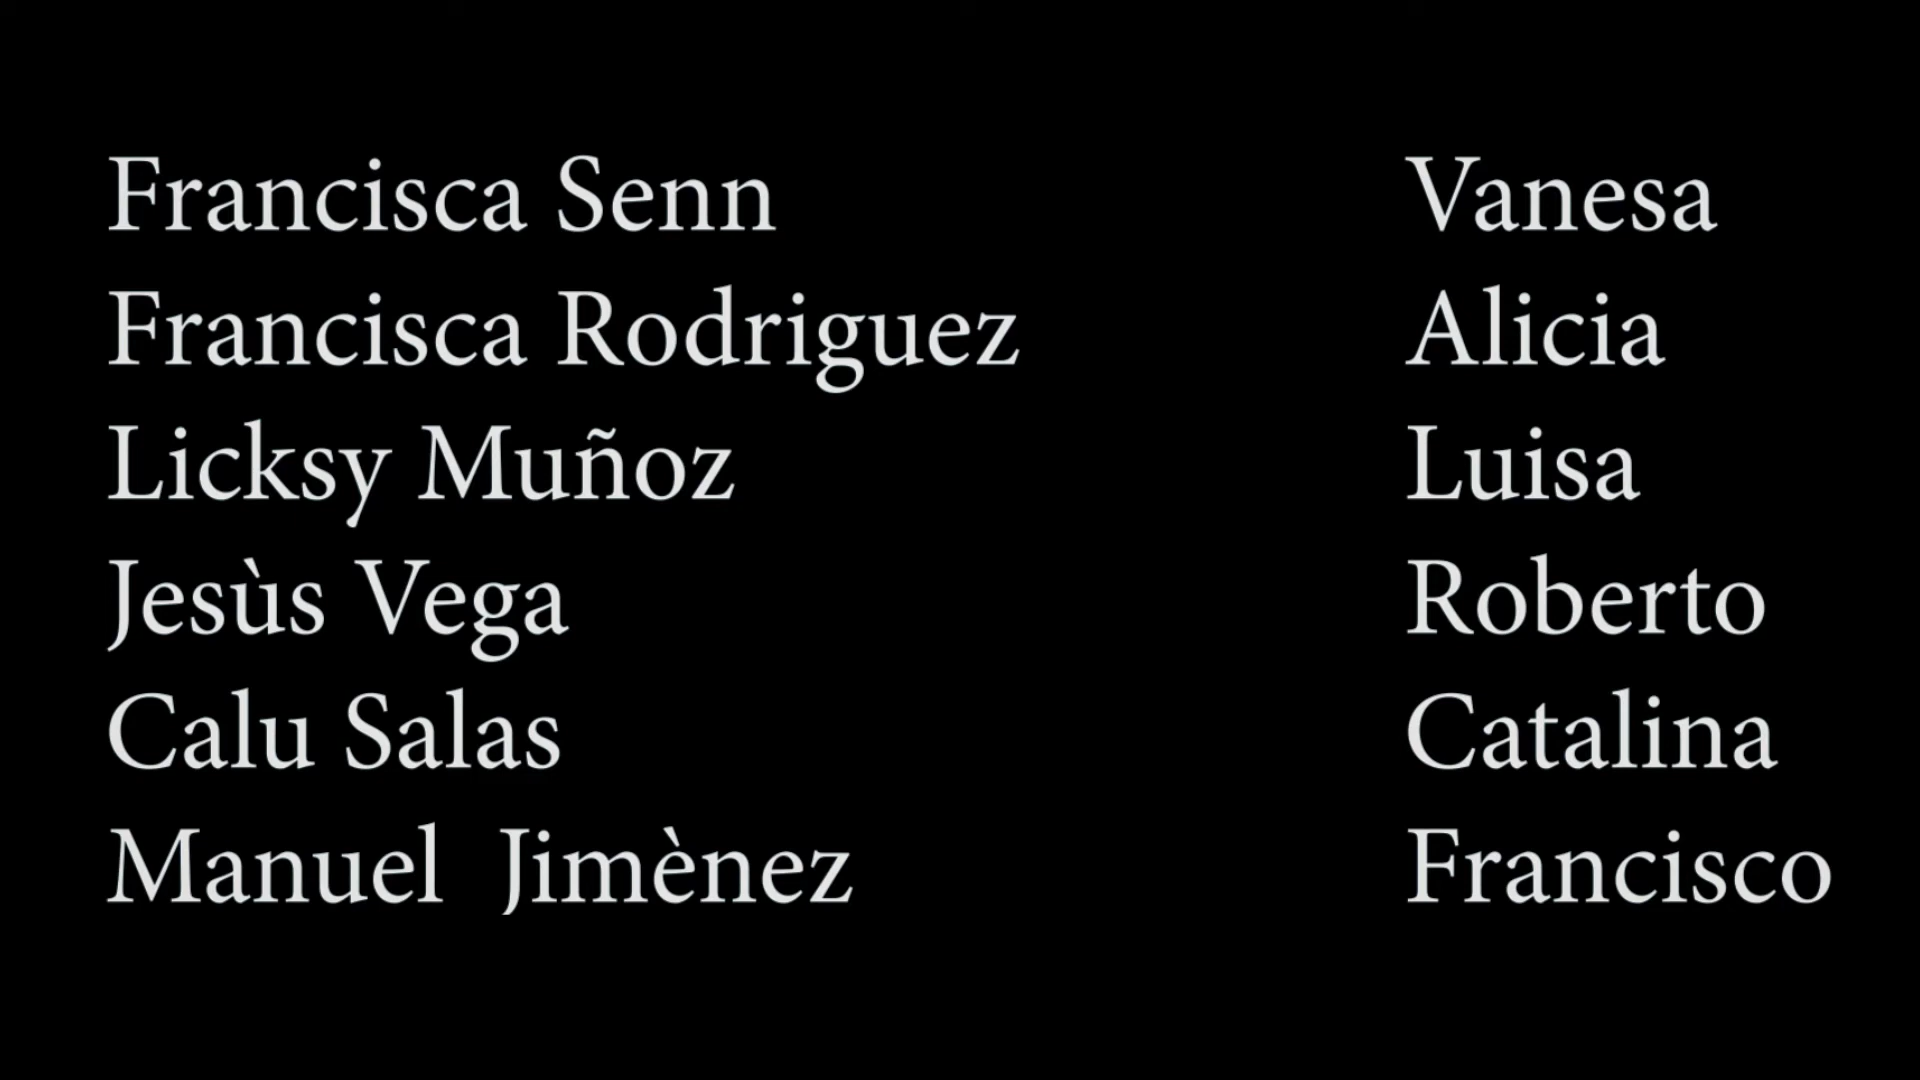 Francisca Senn Vanesa
Francisca Rodriguez Alicia
Licksy Muñoz Luisa
Jesùs Vega Roberto
Calu Salas Catalina
Manuel Jimènez Francisco